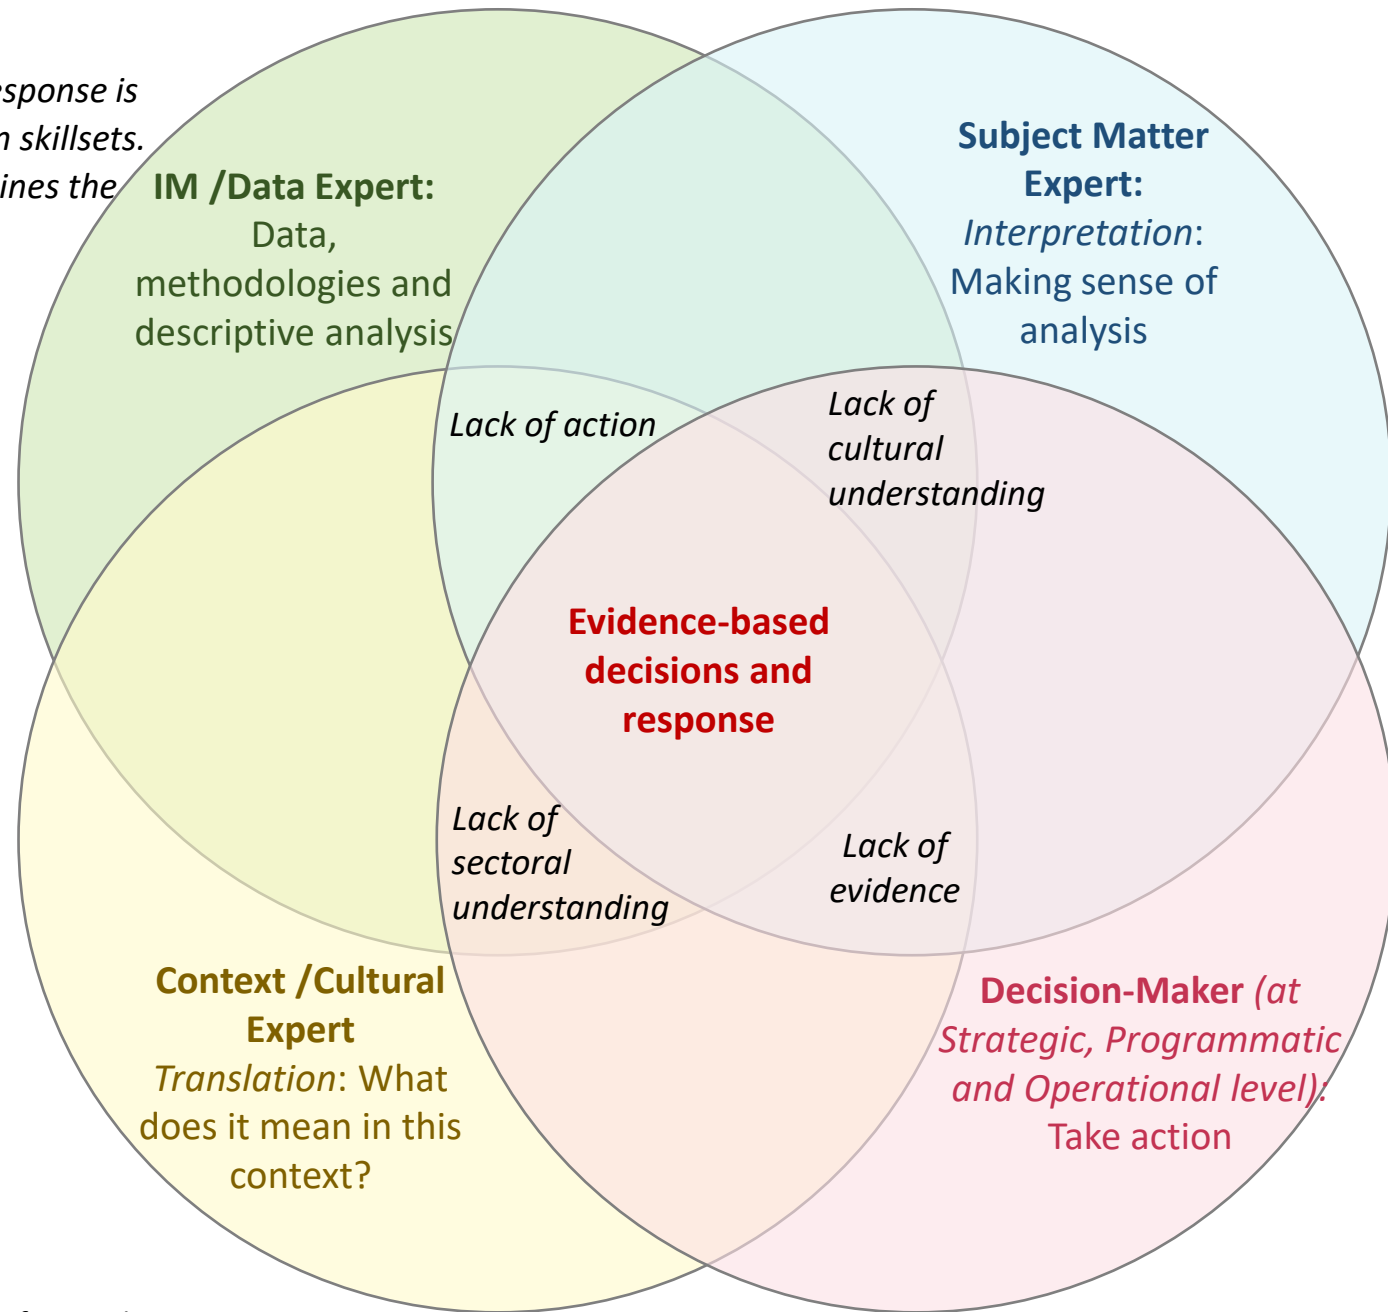 esponse is
n skillsets.
ines the
IM /Data Expert:
Data,
methodologies and
descriptive analysis
Subject Matter
Expert:
Interpretation:
Making sense of
analysis
Lack of action
Lack of
cultural
understanding
Evidence-based
decisions and
response
Lack of
sectoral
understanding
Lack of
evidence
Context /Cultural
Expert
Translation: What
does it mean in this
context?
Decision-Maker (at
Strategic, Programmatic
and Operational level):
Take action